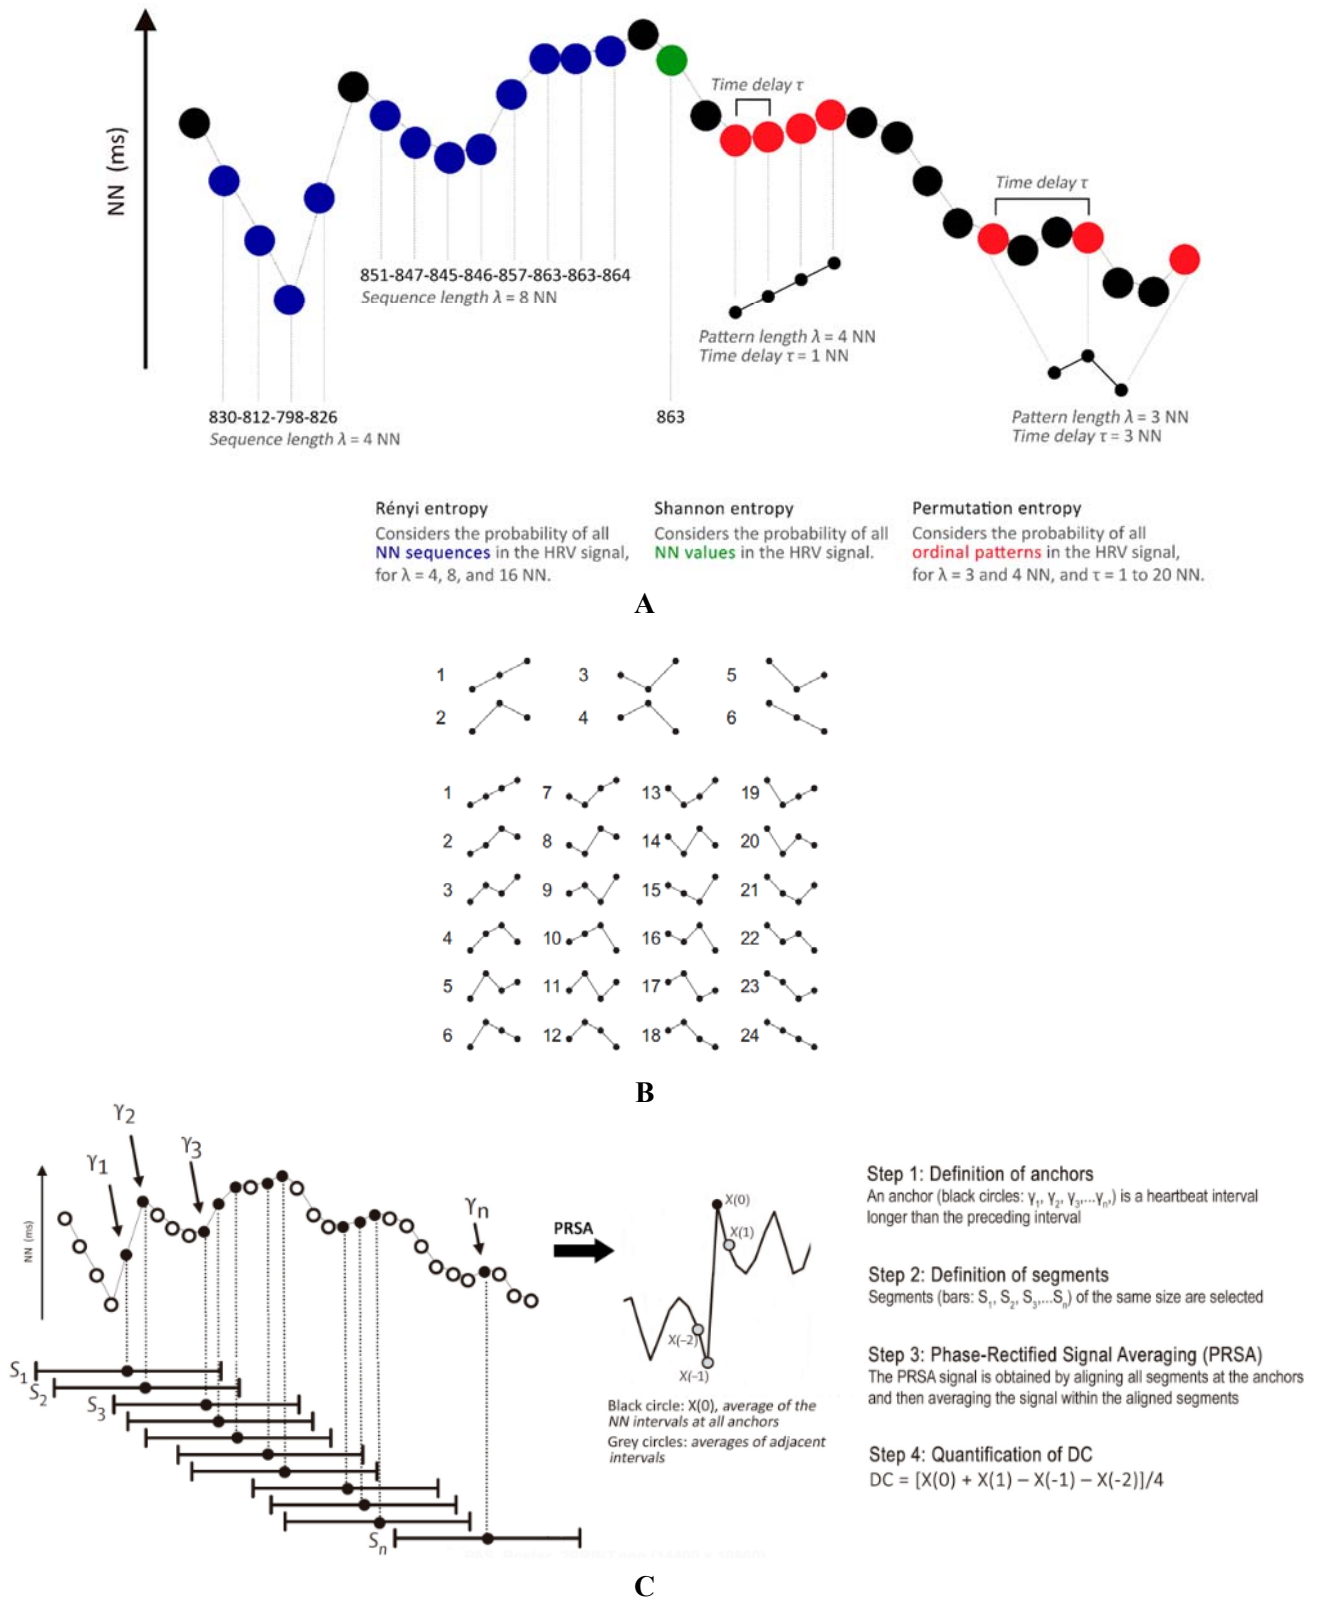 NN (ms)
Time delay τ
Time delay τ
851-847-845-846-857-863-863-864
Sequence length λ = 8 NN
Pattern length λ = 4 NN
Time delay τ = 1 NN
830-812-798-826
Sequence length λ = 4 NN
863
Pattern length λ = 3 NN
Time delay τ = 3 NN
Rényi entropy
Considers the probability of all
NN sequences in the HRV signal,
for λ = 4, 8, and 16 NN.
Shannon entropy
Considers the probability of all
NN values in the HRV signal.
Permutation entropy
Considers the probability of all
ordinal patterns in the HRV signal,
for λ = 3 and 4 NN, and τ = 1 to 20 NN.
A
1 3 5
2 4 6
1 7 13 19
2 8 14 20
3 9 15 21
4 10 16 22
5 11 17 23
6 12 18 24
B
γ2
γ1
γ3
γn
NN (ms)
S1
S2
S3
Sn
PRSA
X(0)
X(1)
X(-2)
X(-1)
Black circle: X(0), average of the
NN intervals at all anchors
Grey circles: averages of adjacent
intervals
Step 1: Definition of anchors
An anchor (black circles: γ1, γ2, γ3,...γn,) is a heartbeat interval
longer than the preceding interval
Step 2: Definition of segments
Segments (bars: S1, S2, S3,...Sn) of the same size are selected
Step 3: Phase-Rectified Signal Averaging (PRSA)
The PRSA signal is obtained by aligning all segments at the anchors
and then averaging the signal within the aligned segments
Step 4: Quantification of DC
DC = [X(0) + X(1) − X(-1) − X(-2)]/4
C